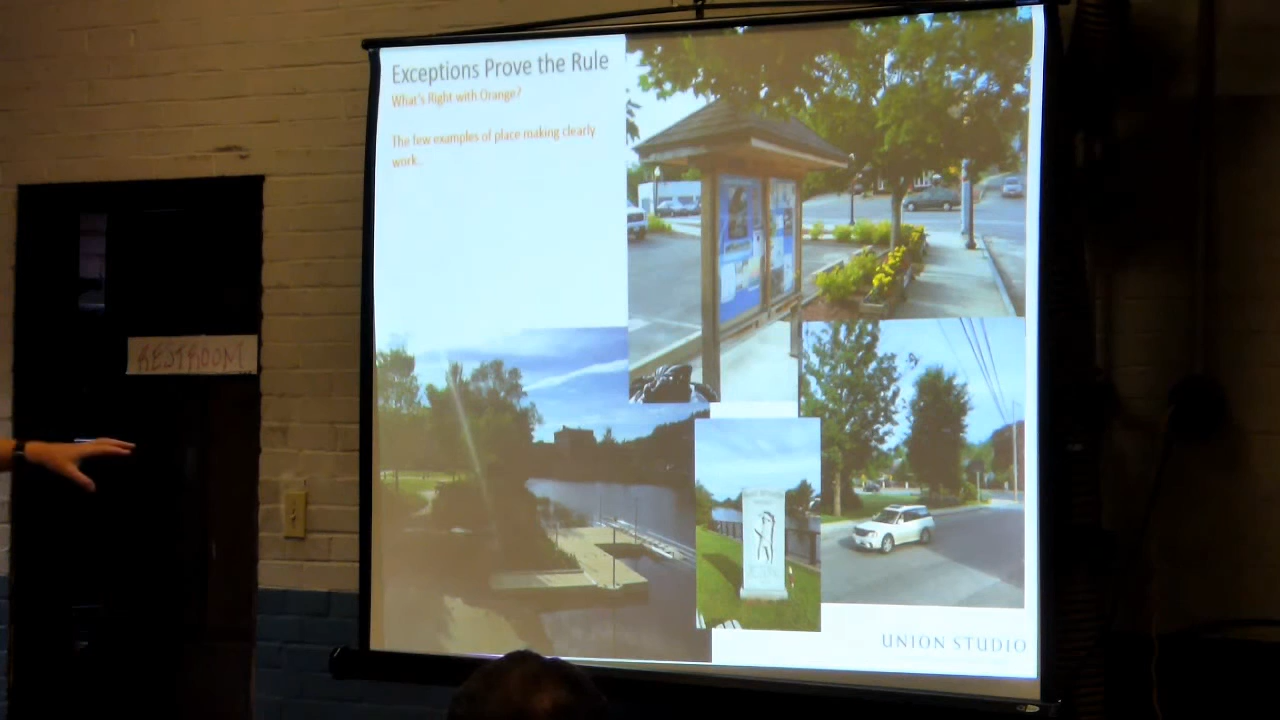 Exceptions Prove the Rule
What's Right with Orange?
The few examples of place making clearly
work..
RESTROOM
UNION STUDIO